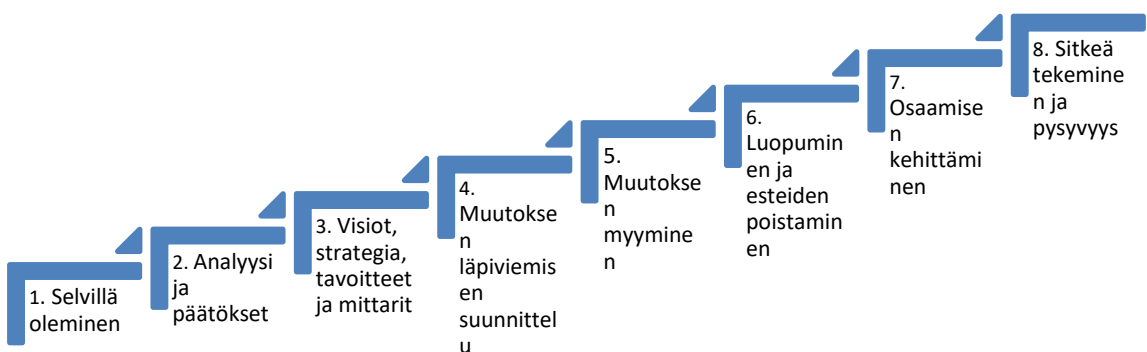 1. Selvillä
oleminen
2. Analyysi
ja
päätökset
3. Visiot,
strategia,
tavoitteet
ja mittarit
4.
Muutokse
n
läpiviemis
en
suunnittel
u
5.
Muutokse
n
myymine
n
6.
Luopumin
en ja
esteiden
poistamin
en
7.
Osaamise
n
kehittämi
nen
8. Sitkeä
tekemine
n ja
pysyvyys